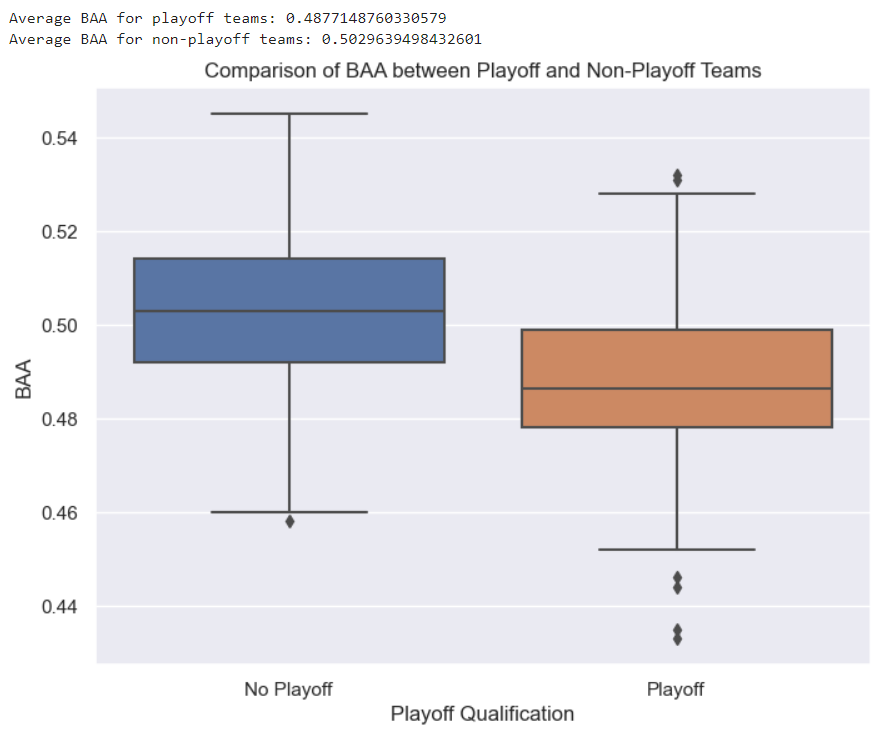 Average BAA for playoff teams: 0.4877148760330579
Average BAA for non-playoff teams: 0.5029639498432601
Comparison of BAA between Playoff and Non-Playoff Teams
0.54
0.52
0.50
0.48
0.46
0.44
BAA
No Playoff
Playoff
Playoff Qualification